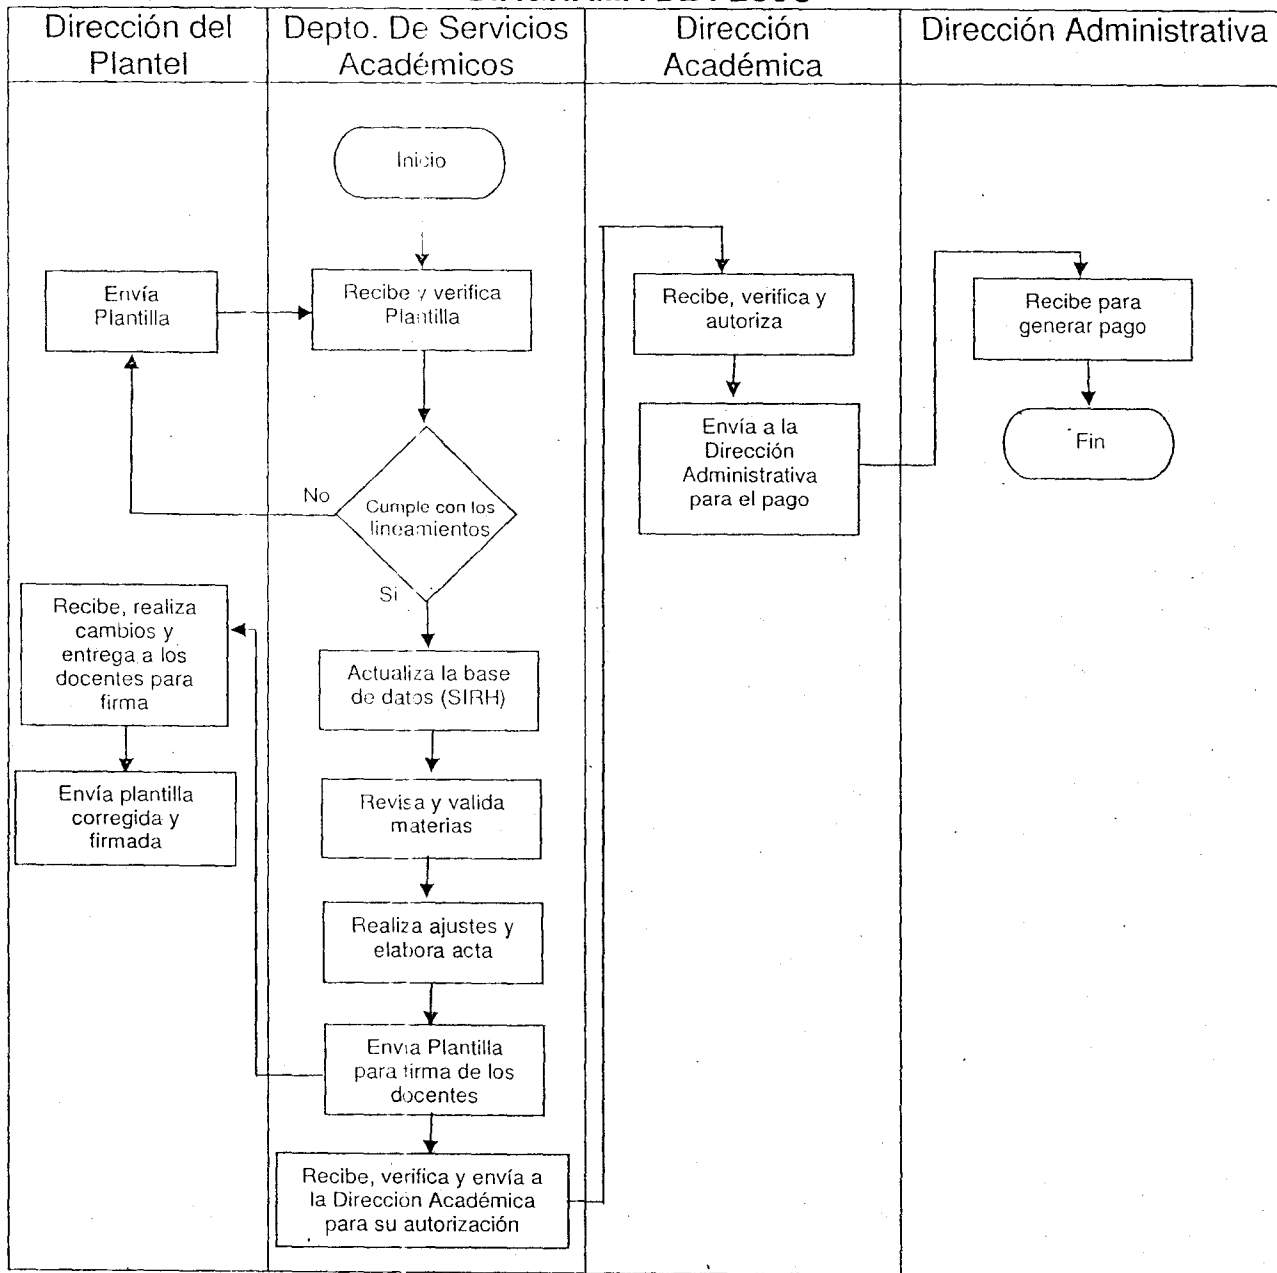 Dirección del
Plantel
Depto. De Servicios
Académicos
Dirección
Académica
Dirección Administrativa
Inicio
Envía
Plantilla
Recibe y verifica
Plantilla
Recibe, verifica y
autoriza
Recibe para
generar pago
Envía a la
Dirección
Administrativa
para el pago
Fin
No
Cumple con los
lineamientos
Si
Recibe, realiza
cambios y
entrega a los
docentes para
firma
Actualiza la base
de datos (SIRH)
Envía plantilla
corregida y
firmada
Revisa y valida
materias
Realiza ajustes y
elabora acta
Envia Plantilla
para firma de los
docentes
Recibe, verifica y envía a
la Dirección Académica
para su autorización